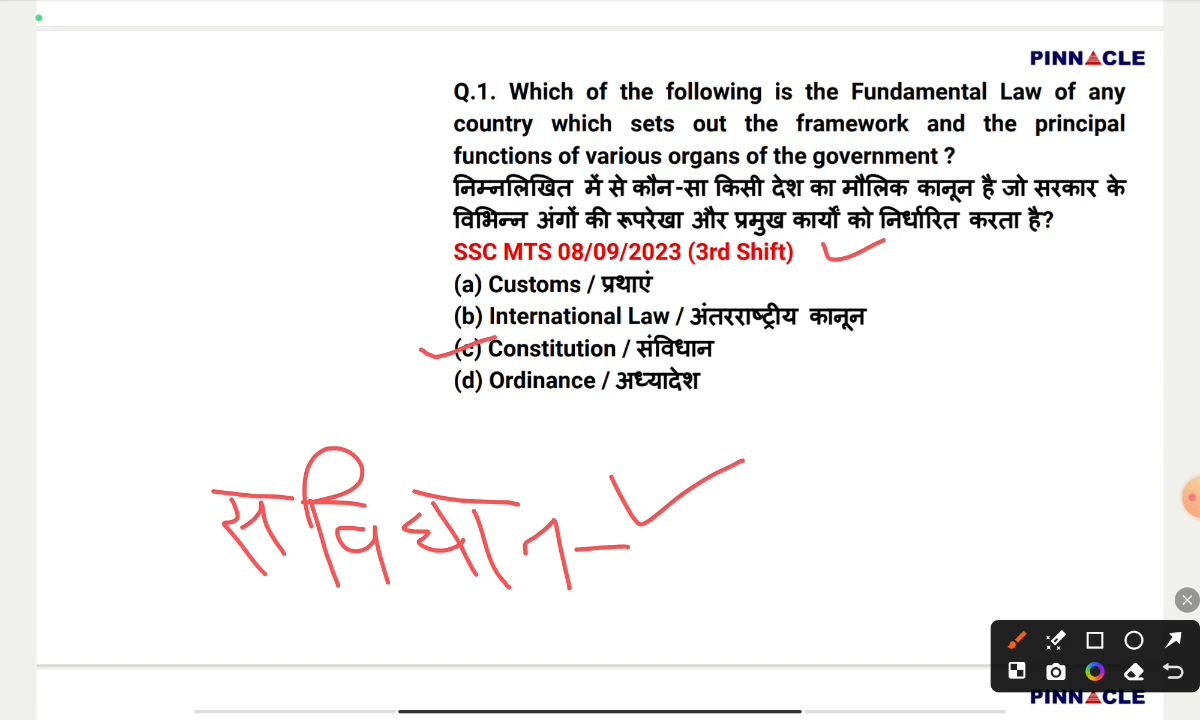 PINNACLE
Q.1. Which of the following is the Fundamental Law of any
country which sets out the framework and the principal
functions of various organs of the government ?
निम्नलिखित में से कौन-सा किसी देश का मौलिक कानून है जो सरकार के
विभिन्न अंगों की रूपरेखा और प्रमुख कार्यों को निर्धारित करता है?
SSC MTS 08/09/2023 (3rd Shift)
(a) Customs / प्रथाएं
(b) International Law / अंतरराष्ट्रीय कानून
(c) Constitution / संविधान
(d) Ordinance / अध्यादेश
सविधान
PINNACLE